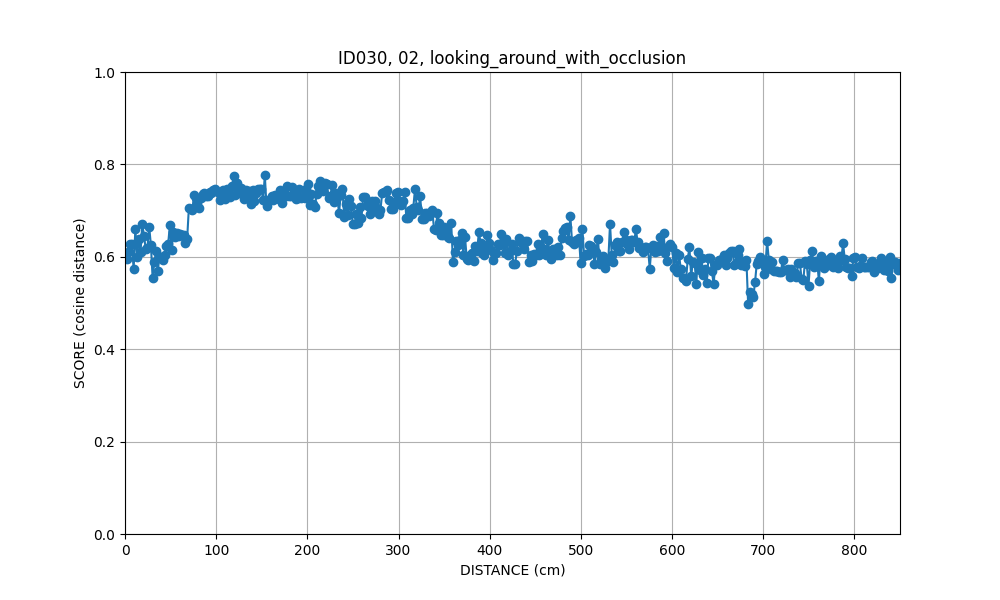 ID030, 02, looking_around_with_occlusion
1.0
0.8
0.6
0.4
0.2
0.0
SCORE (cosine distance)
0 100 200 300 400 500 600 700 800
DISTANCE (cm)